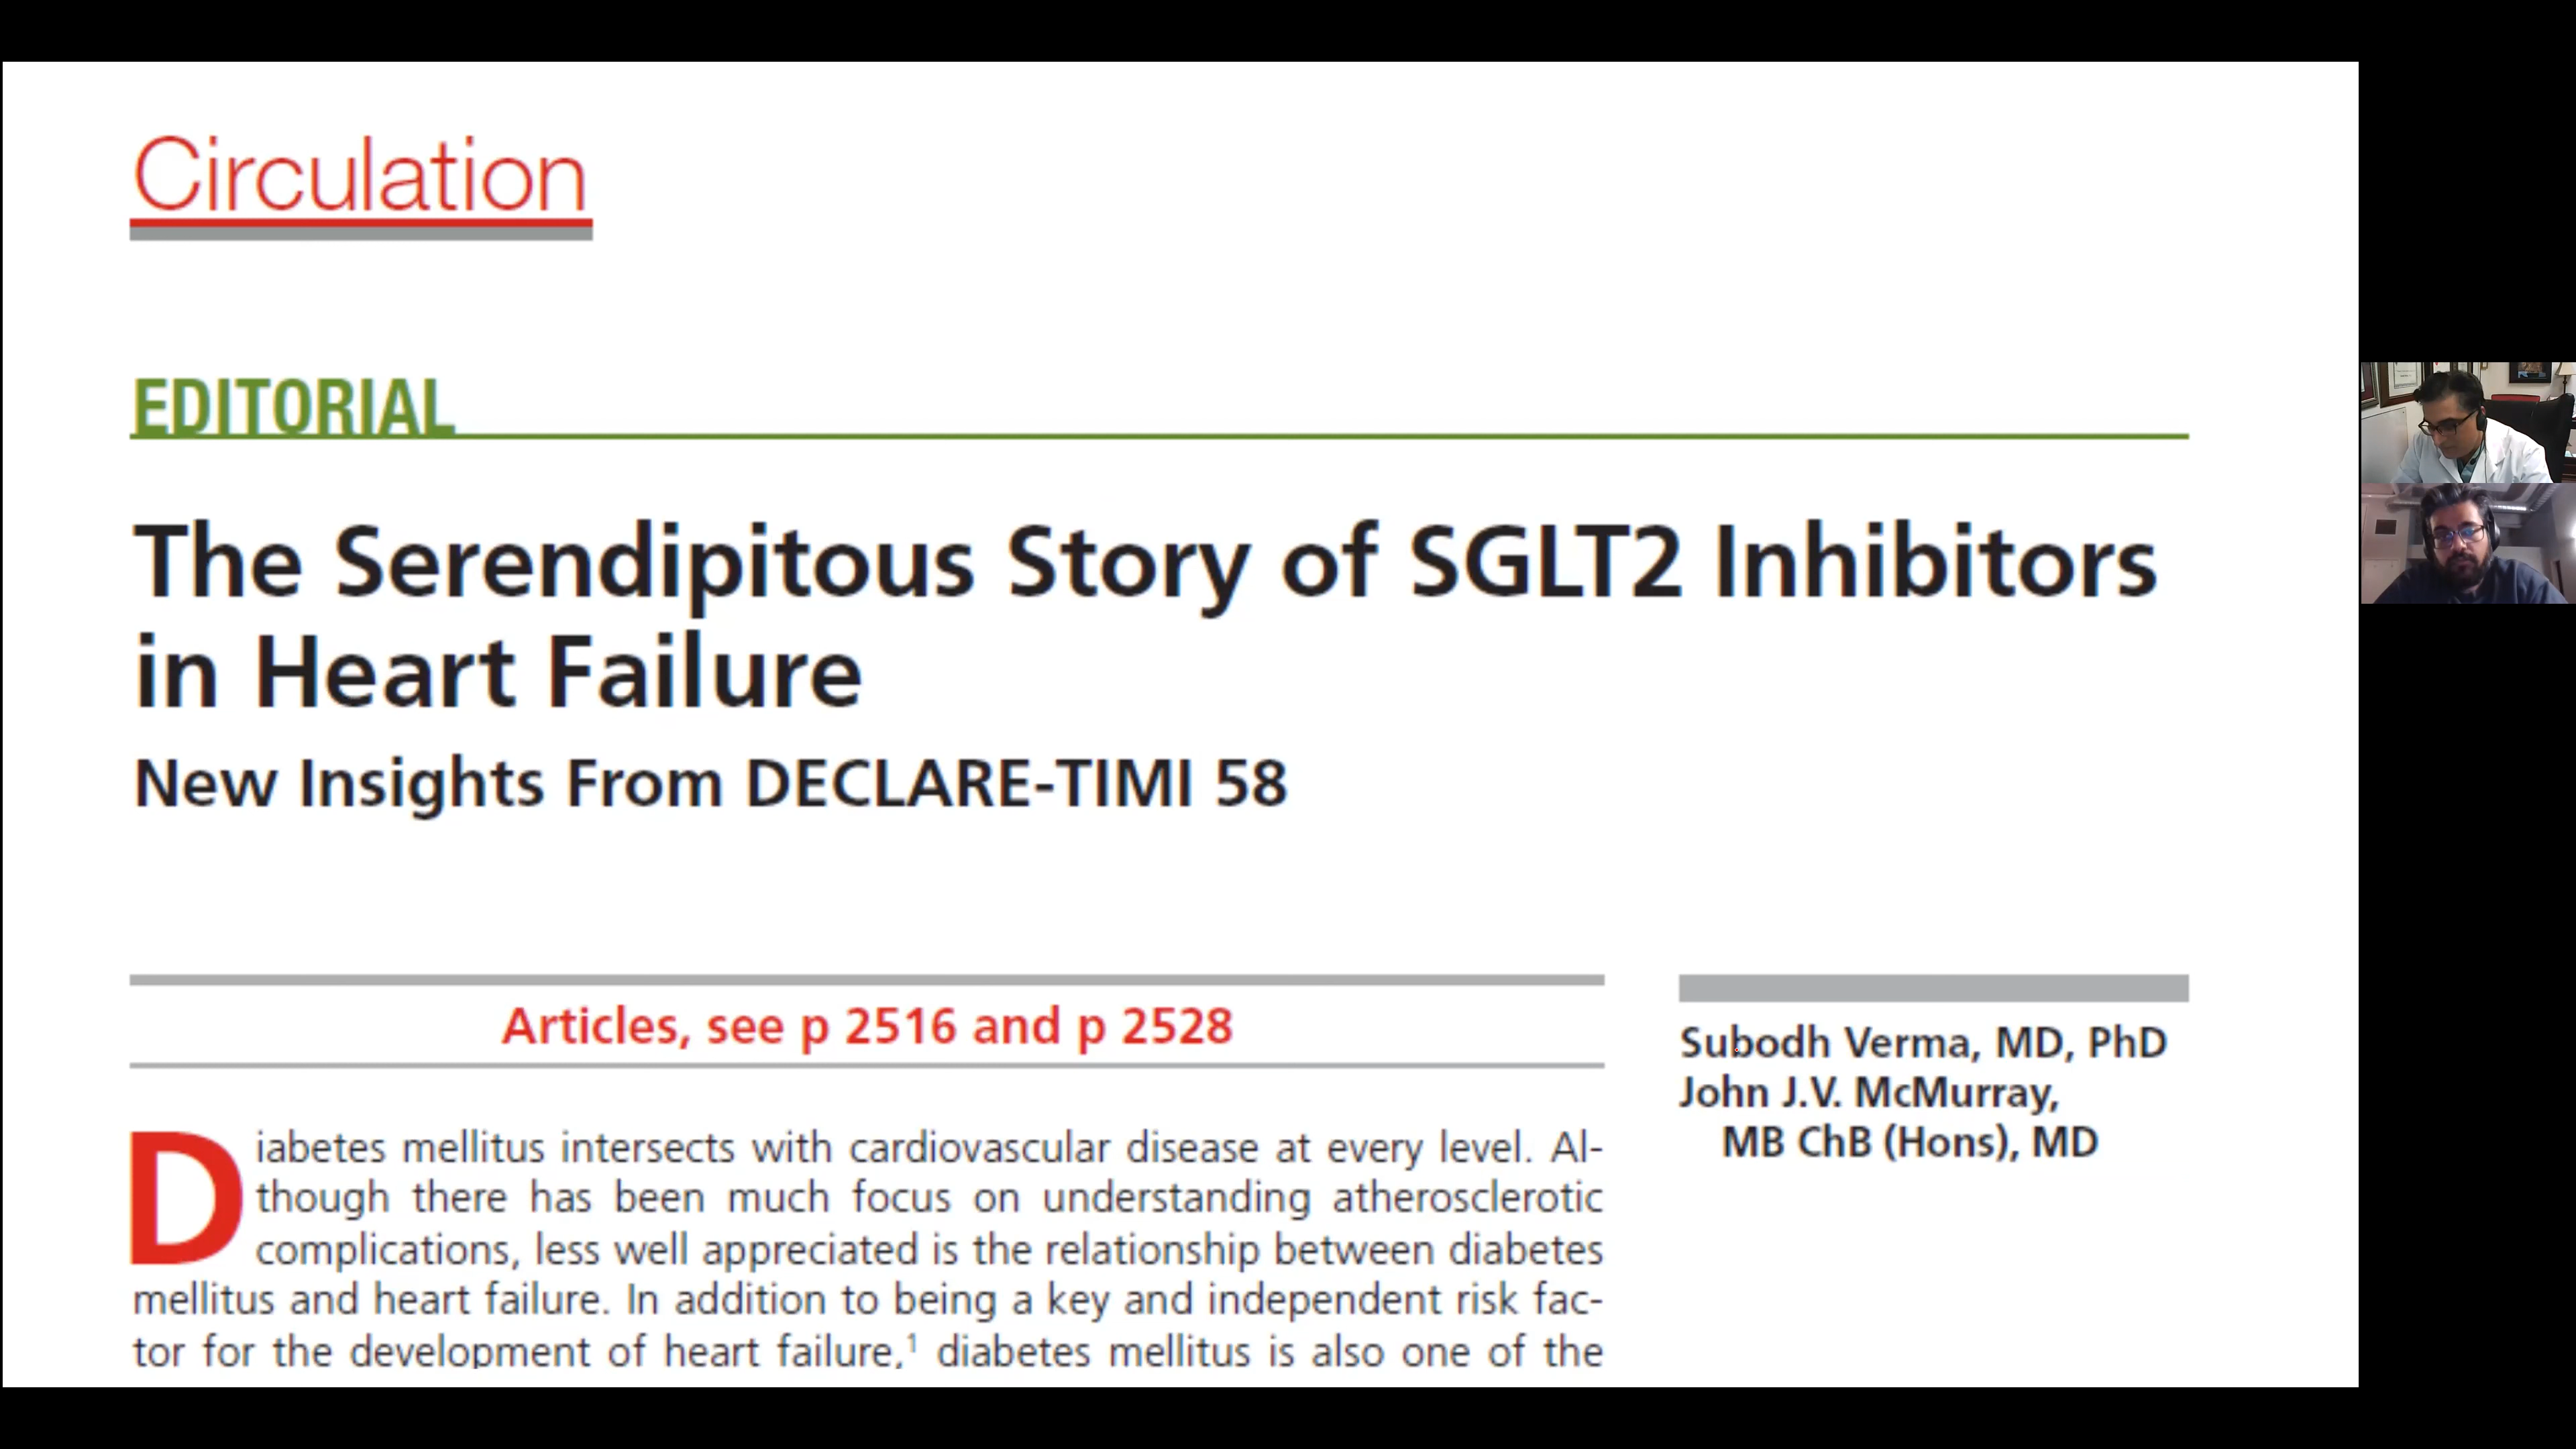 Circulation
EDITORIAL
The Serendipitous Story of SGLT2 Inhibitors
in Heart Failure
New Insights From DECLARE-TIMI 58
Articles, see p 2516 and p 2528
Diabetes mellitus intersects with cardiovascular disease at every level. Al-
though there has been much focus on understanding atherosclerotic
complications, less well appreciated is the relationship between diabetes
mellitus and heart failure. In addition to being a key and independent risk fac-
tor for the development of heart failure,¹ diabetes mellitus is also one of the
Subodh Verma, MD, PhD
John J.V. McMurray,
MB ChB (Hons), MD